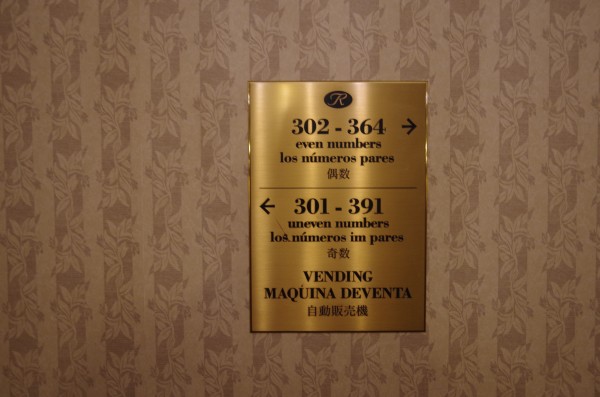 R
302 - 364 →
even numbers
los números pares
偶数
← 301 - 391
uneven numbers
los números im pares
奇数
VENDING
MAQUINA DEVENTA
自動販売機